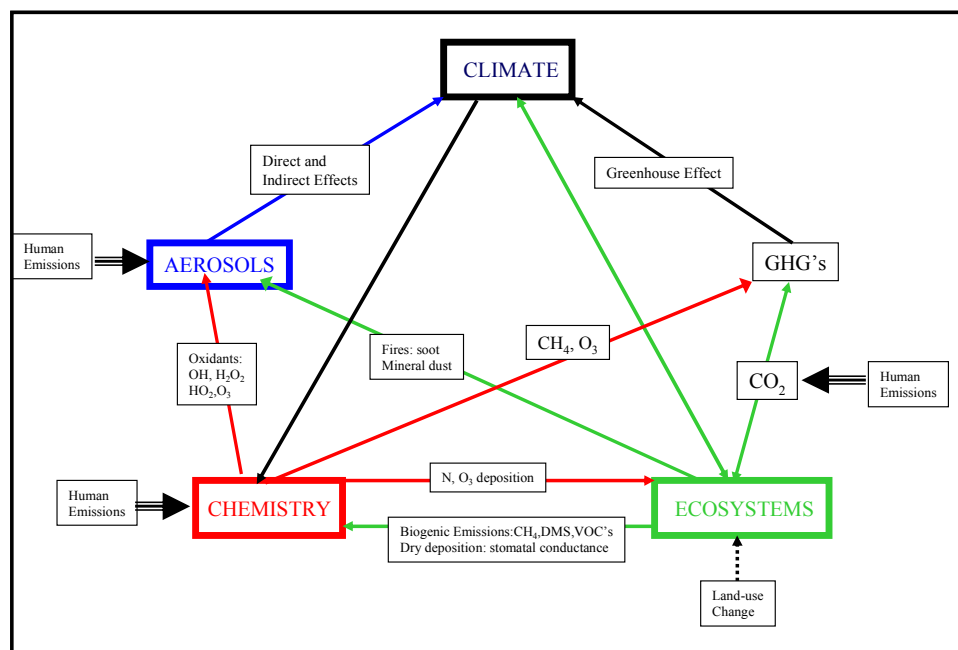 CLIMATE
Direct and
Indirect Effects
Greenhouse Effect
Human
Emissions
AEROSOLS
GHG’s
Oxidants:
OH, H₂O₂
HO₂,O₃
Fires: soot
Mineral dust
CH₄, O₃
CO₂
Human
Emissions
Human
Emissions
CHEMISTRY
N, O₃ deposition
ECOSYSTEMS
Biogenic Emissions:CH₄,DMS,VOC’s
Dry deposition: stomatal conductance
Land-use
Change